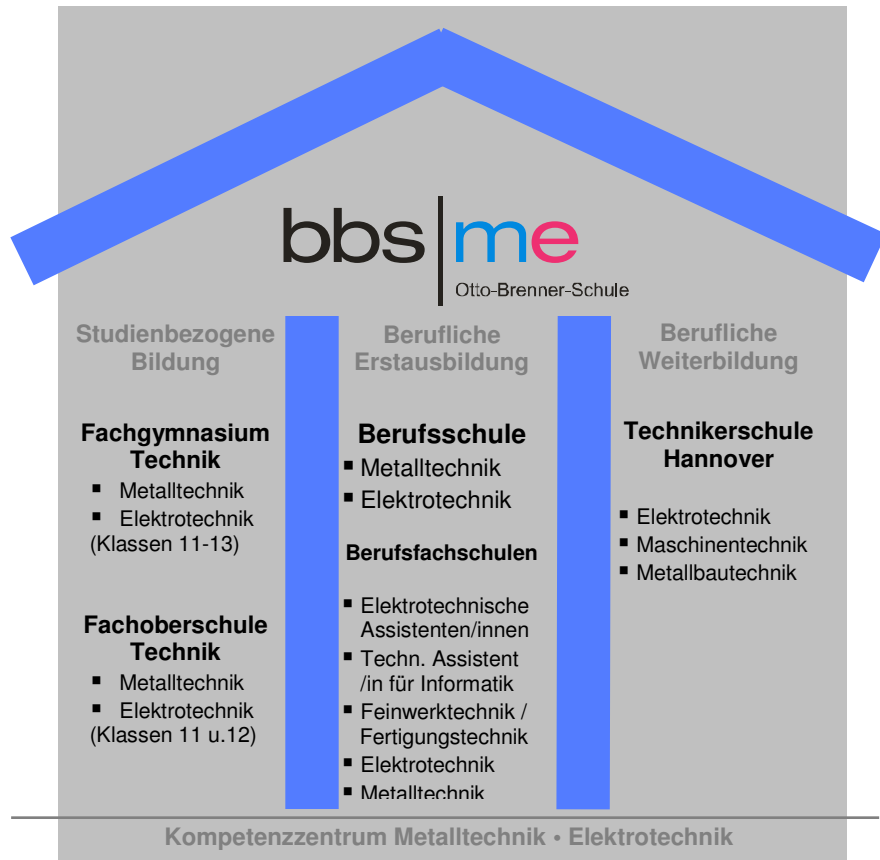 bbs|me
Otto-Brenner-Schule
Studienbezogene
Bildung
Fachgymnasium
Technik
▪ Metalltechnik
▪ Elektrotechnik
(Klassen 11-13)
Fachoberschule
Technik
▪ Metalltechnik
▪ Elektrotechnik
(Klassen 11 u.12)
Berufliche
Erstausbildung
Berufsschule
▪ Metalltechnik
▪ Elektrotechnik
Berufsfachschulen
▪ Elektrotechnische
Assistenten/innen
▪ Techn. Assistent
/in für Informatik
▪ Feinwerktechnik /
Fertigungstechnik
▪ Elektrotechnik
▪ Metalltechnik
Berufliche
Weiterbildung
Technikerschule
Hannover
▪ Elektrotechnik
▪ Maschinentechnik
▪ Metallbautechnik
Kompetenzzentrum Metalltechnik • Elektrotechnik